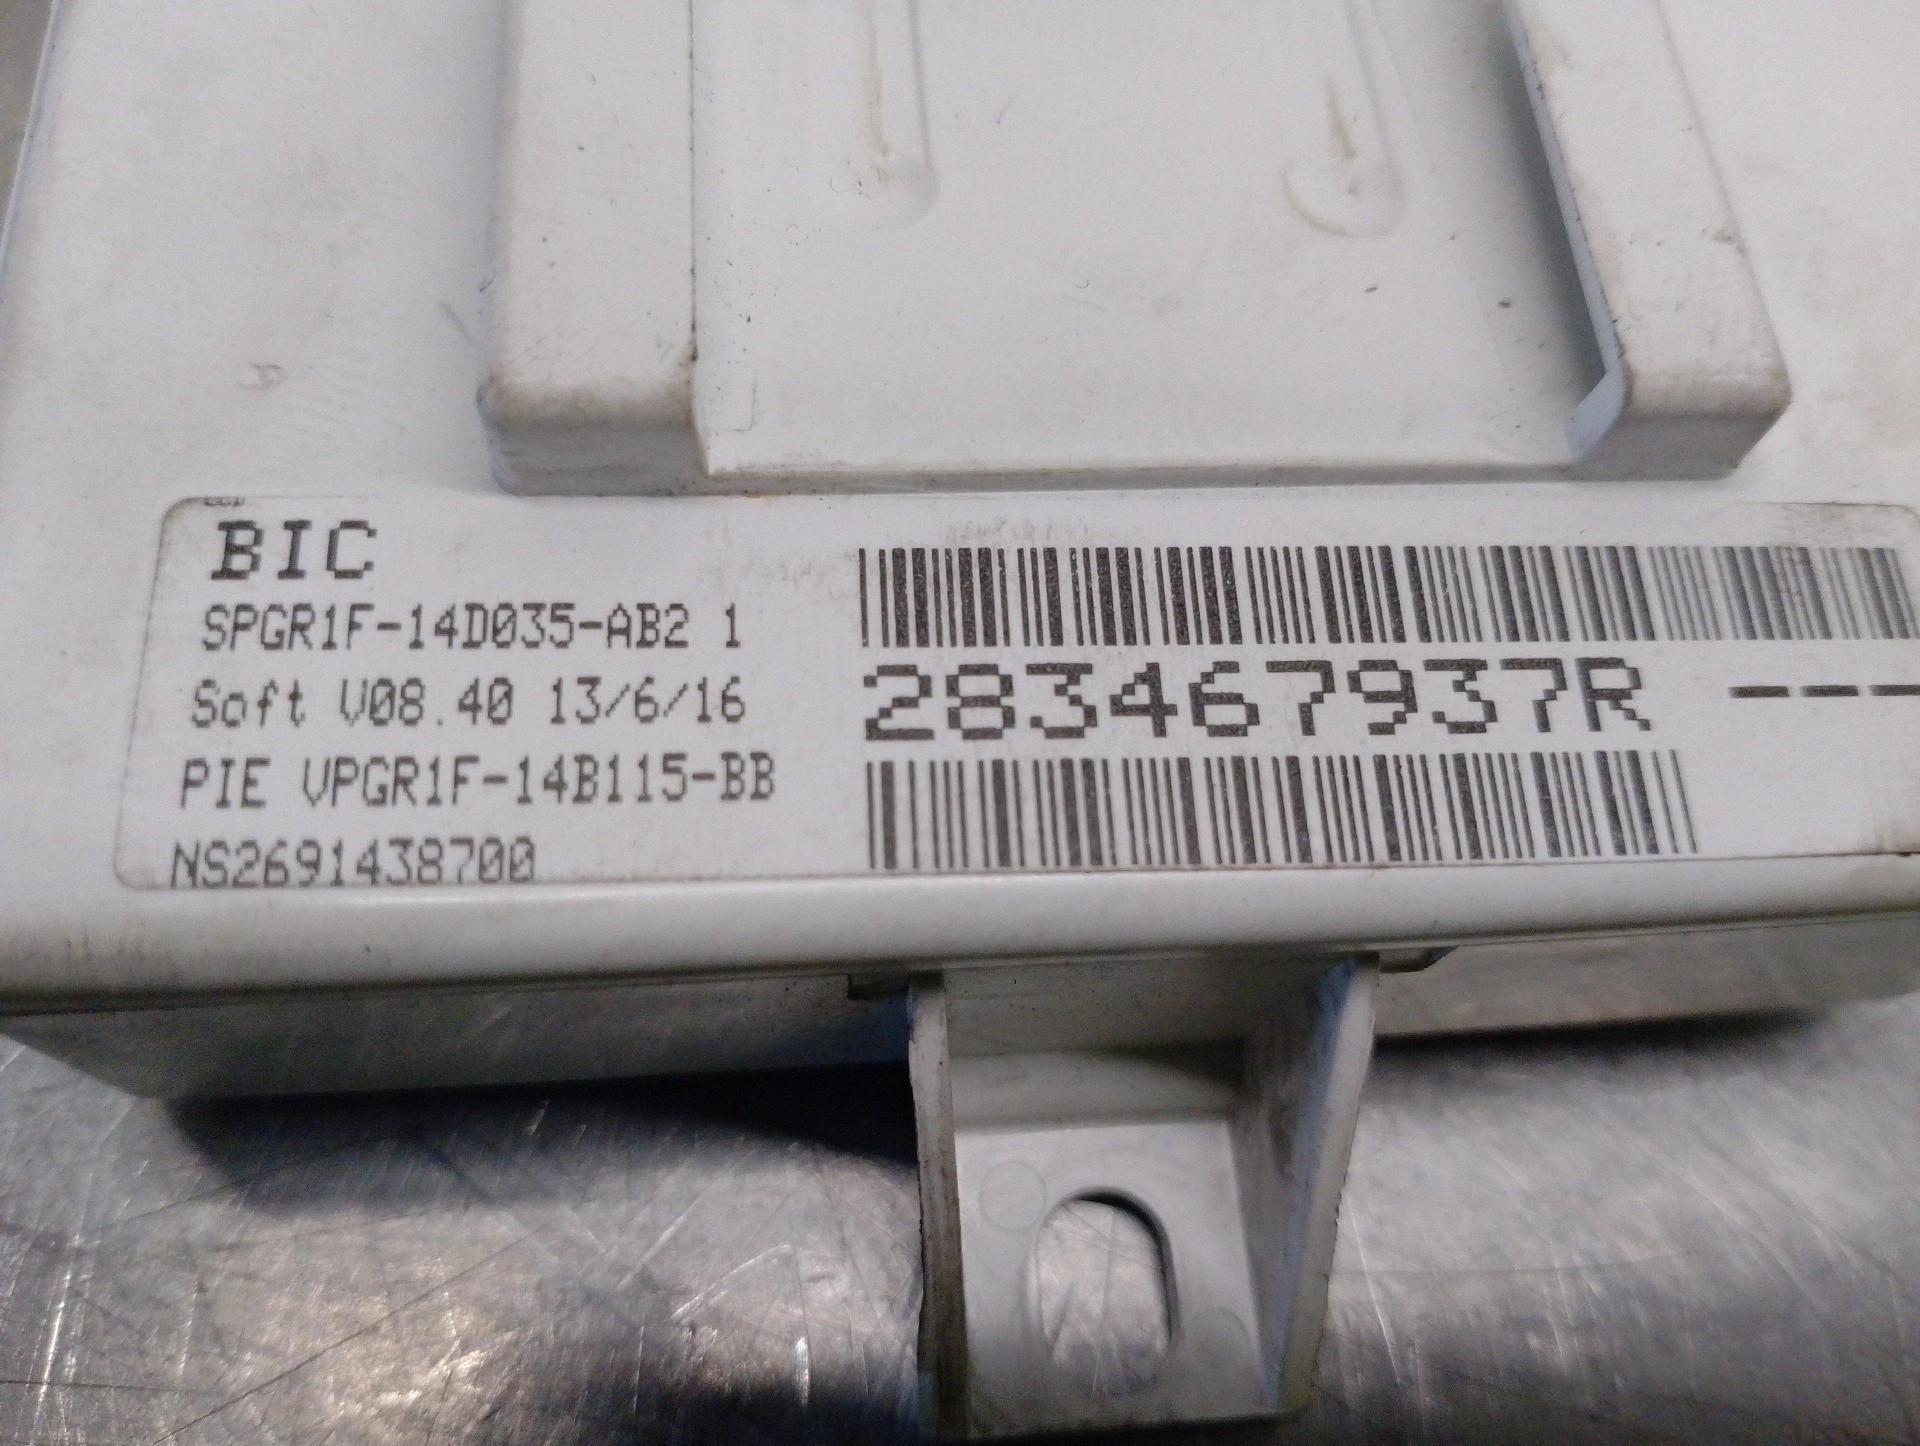 BIC
SPGR1F-14D035-AB2 1
Soft V08.40 13/6/16
PIE VPGR1F-14B115-BB
NS2691438700
283467937R ---